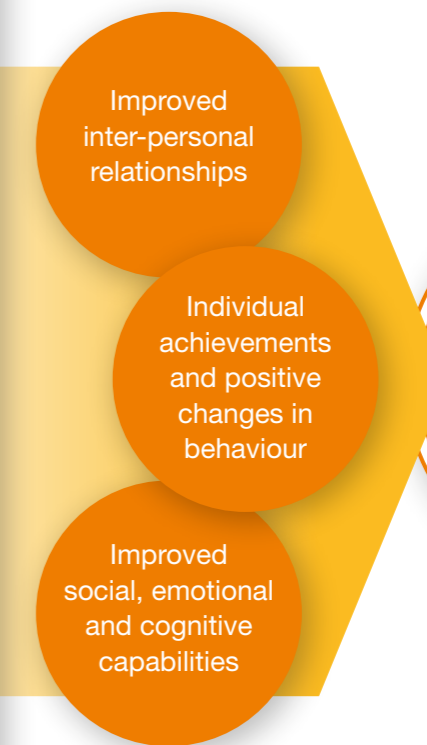 Improved
inter-personal
relationships
Individual
achievements
and positive
changes in
behaviour
Improved
social, emotional
and cognitive
capabilities